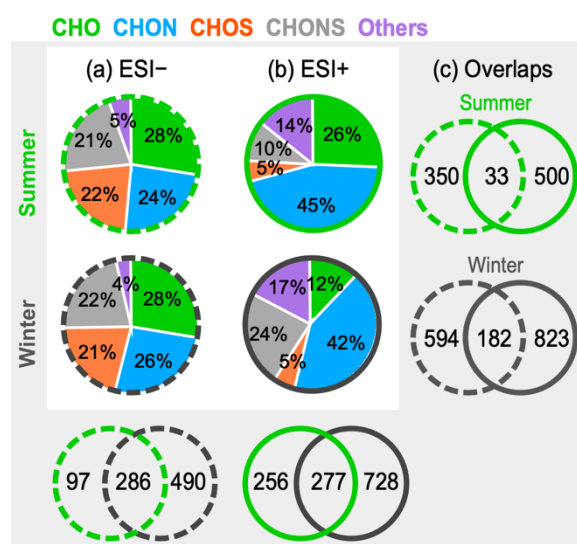 CHO CHON CHOS CHONS Others
(a) ESI− (b) ESI+ (c) Overlaps
Summer
5% 28% 21% 22% 24%
14% 26% 10% 5% 45%
Summer
350 33 500
Winter
4% 28% 22% 21% 26%
17% 12% 24% 5% 42%
Winter
594 182 823
97 286 490
256 277 728